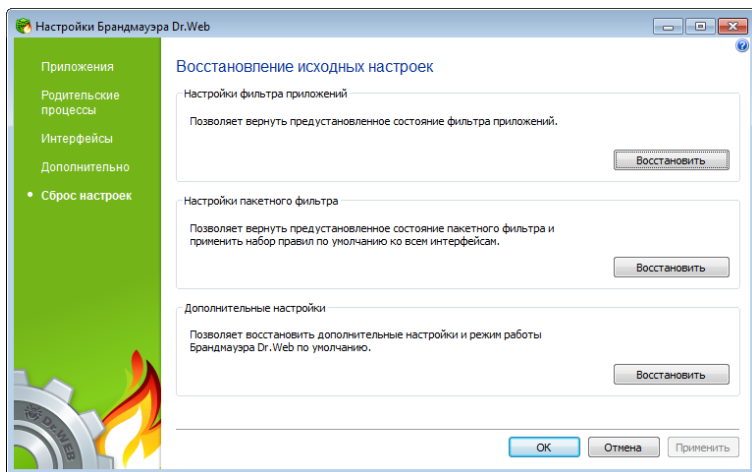 Настройки Брандмауэра Dr.Web
Приложения
Родительские
процессы
Интерфейсы
Дополнительно
Сброс настроек
Восстановление исходных настроек
Настройки фильтра приложений
Позволяет вернуть предустановленное состояние фильтра приложений.
Восстановить
Настройки пакетного фильтра
Позволяет вернуть предустановленное состояние пакетного фильтра и
применить набор правил по умолчанию ко всем интерфейсам.
Восстановить
Дополнительные настройки
Позволяет восстановить дополнительные настройки и режим работы
Брандмауэра Dr.Web по умолчанию.
Восстановить
Dr.WEB
OK Отмена Применить